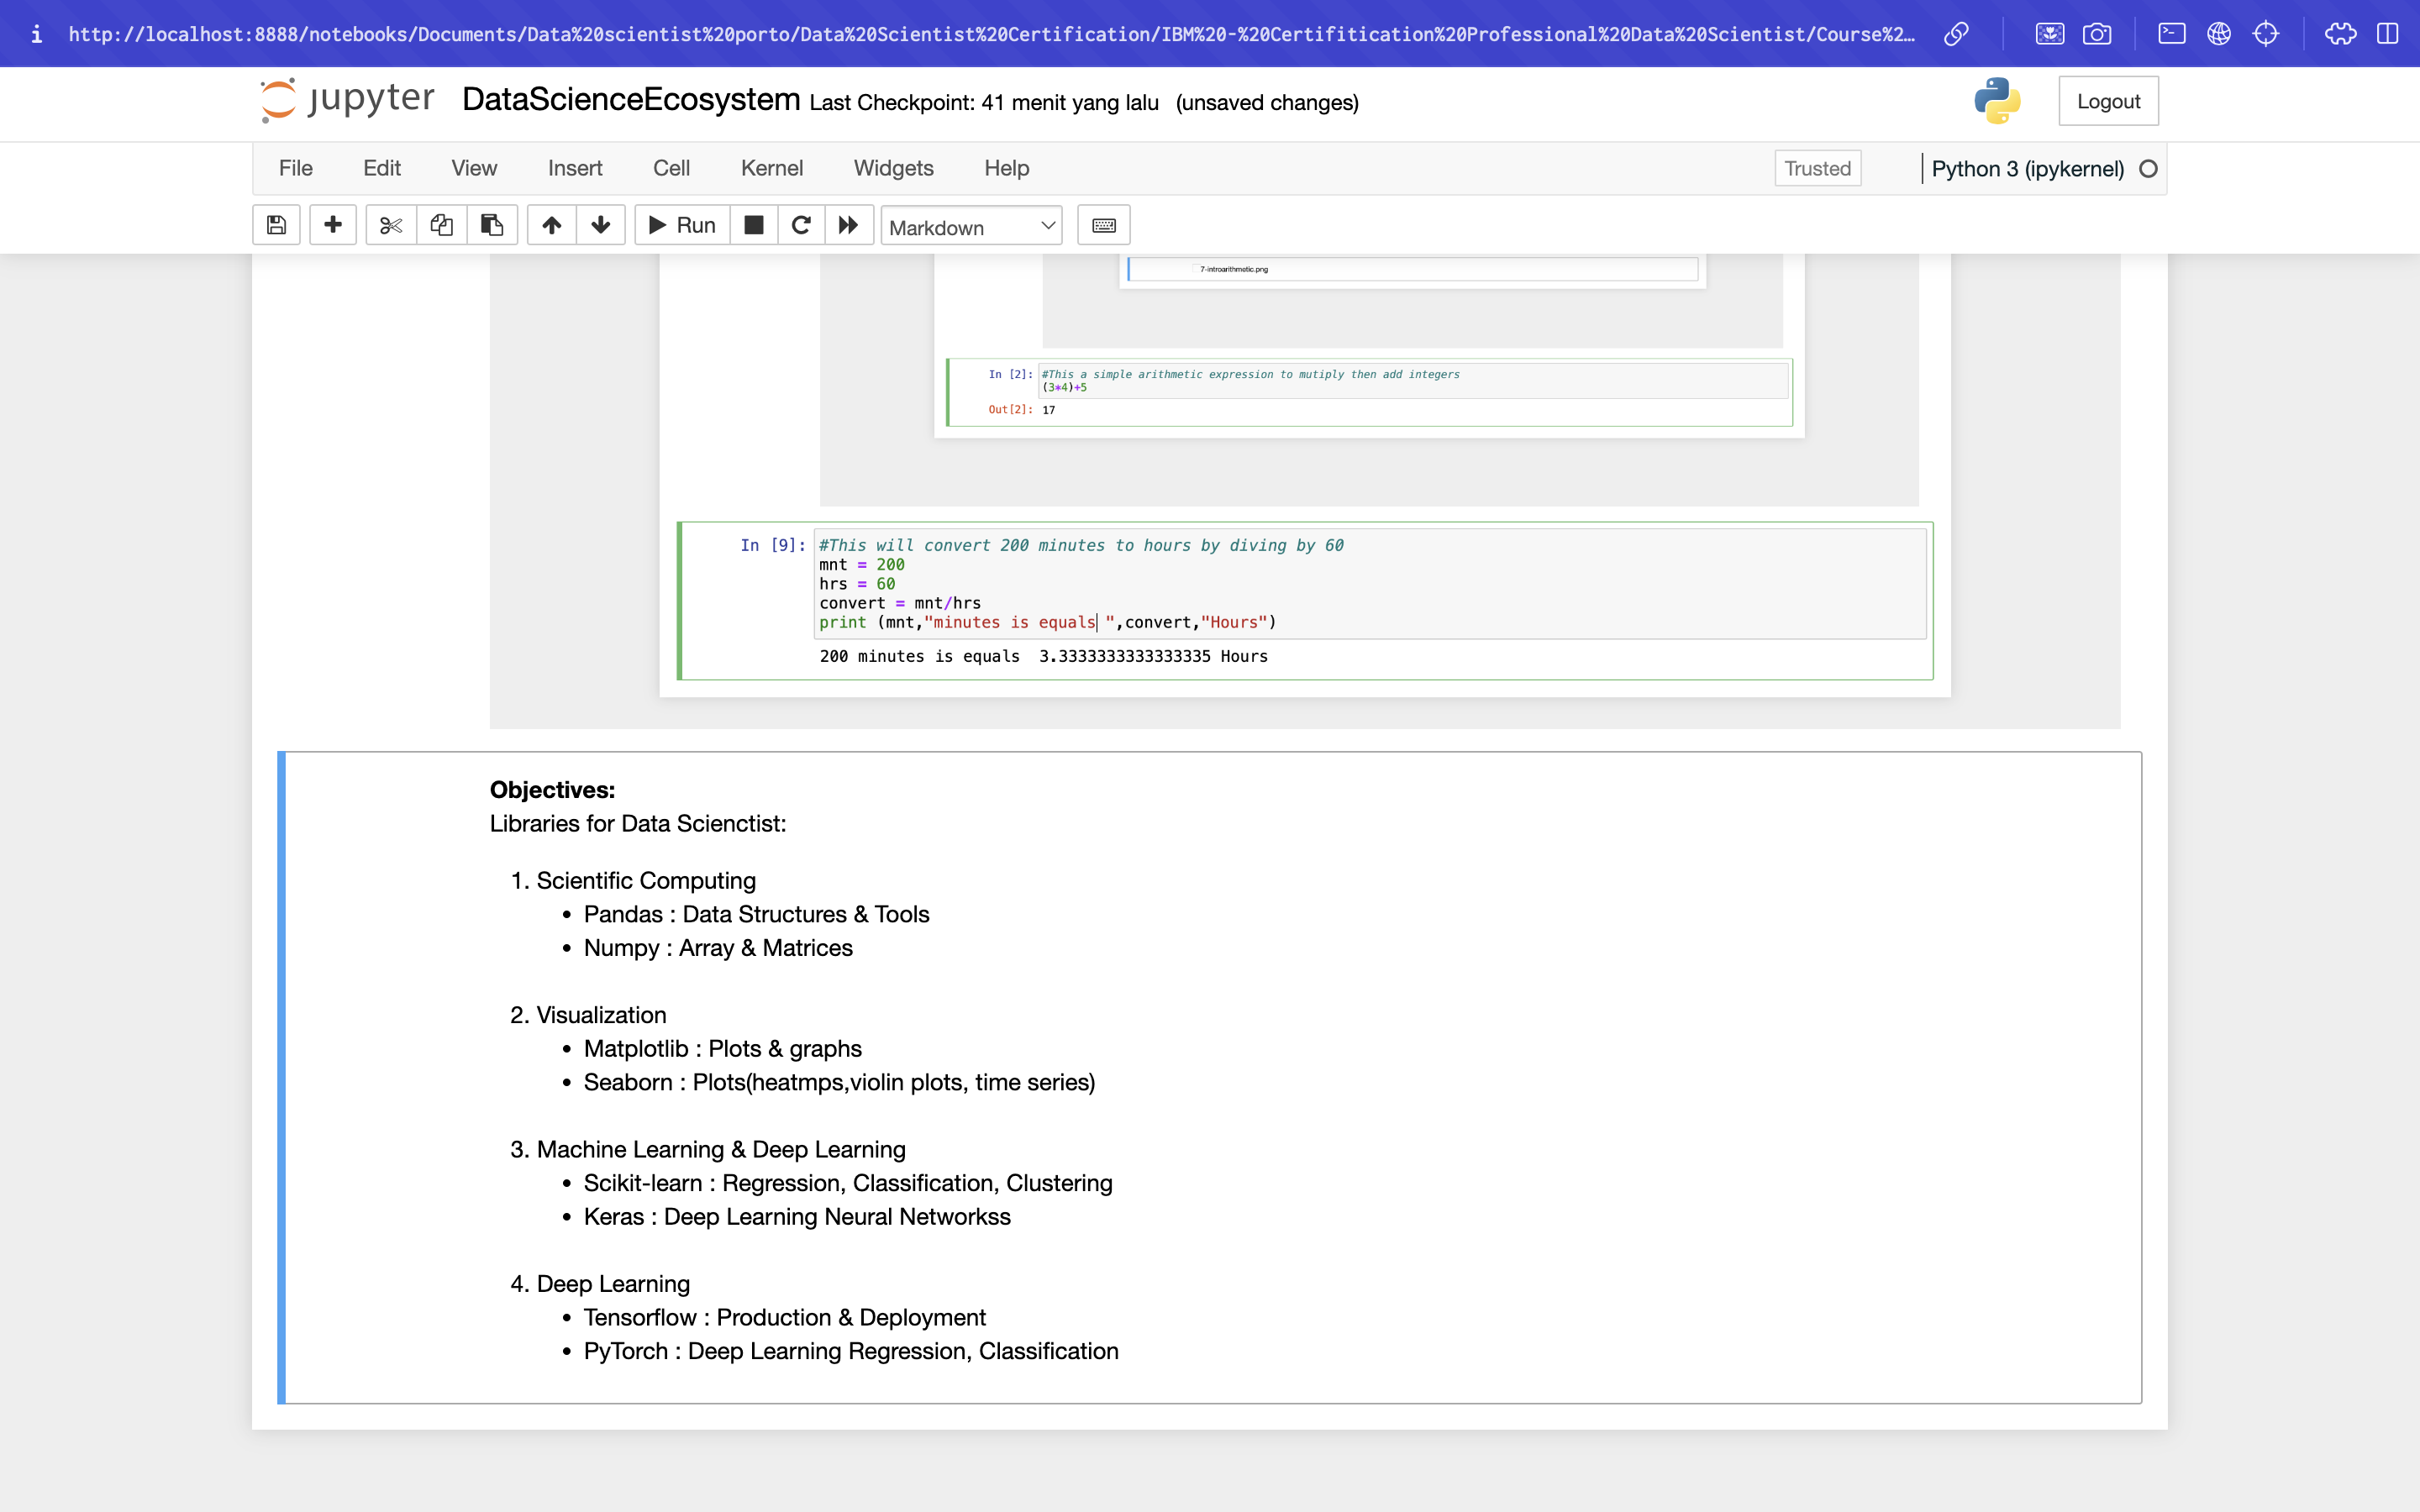 http://localhost:8888/notebooks/Documents/Data%20scientist%20porto/Data%20Scientist%20Certification/IBM%20-%20Certifitication%20Professional%20Data%20Scientist/Course%2…
jupyter DataScienceEcosystem Last Checkpoint: 41 menit yang lalu (unsaved changes)
Logout
File Edit View Insert Cell Kernel Widgets Help
Trusted
Python 3 (ipykernel)
Run
Markdown
7-introarithmetic.png
In [2]: #This a simple arithmetic expression to mutiply then add integers
(3*4)+5
Out[2]: 17
In [9]: #This will convert 200 minutes to hours by diving by 60
mnt = 200
hrs = 60
convert = mnt/hrs
print (mnt,"minutes is equals ",convert,"Hours")
200 minutes is equals  3.3333333333333335 Hours
Objectives:
Libraries for Data Scienctist:
1. Scientific Computing
• Pandas : Data Structures & Tools
• Numpy : Array & Matrices
2. Visualization
• Matplotlib : Plots & graphs
• Seaborn : Plots(heatmps,violin plots, time series)
3. Machine Learning & Deep Learning
• Scikit-learn : Regression, Classification, Clustering
• Keras : Deep Learning Neural Networkss
4. Deep Learning
• Tensorflow : Production & Deployment
• PyTorch : Deep Learning Regression, Classification